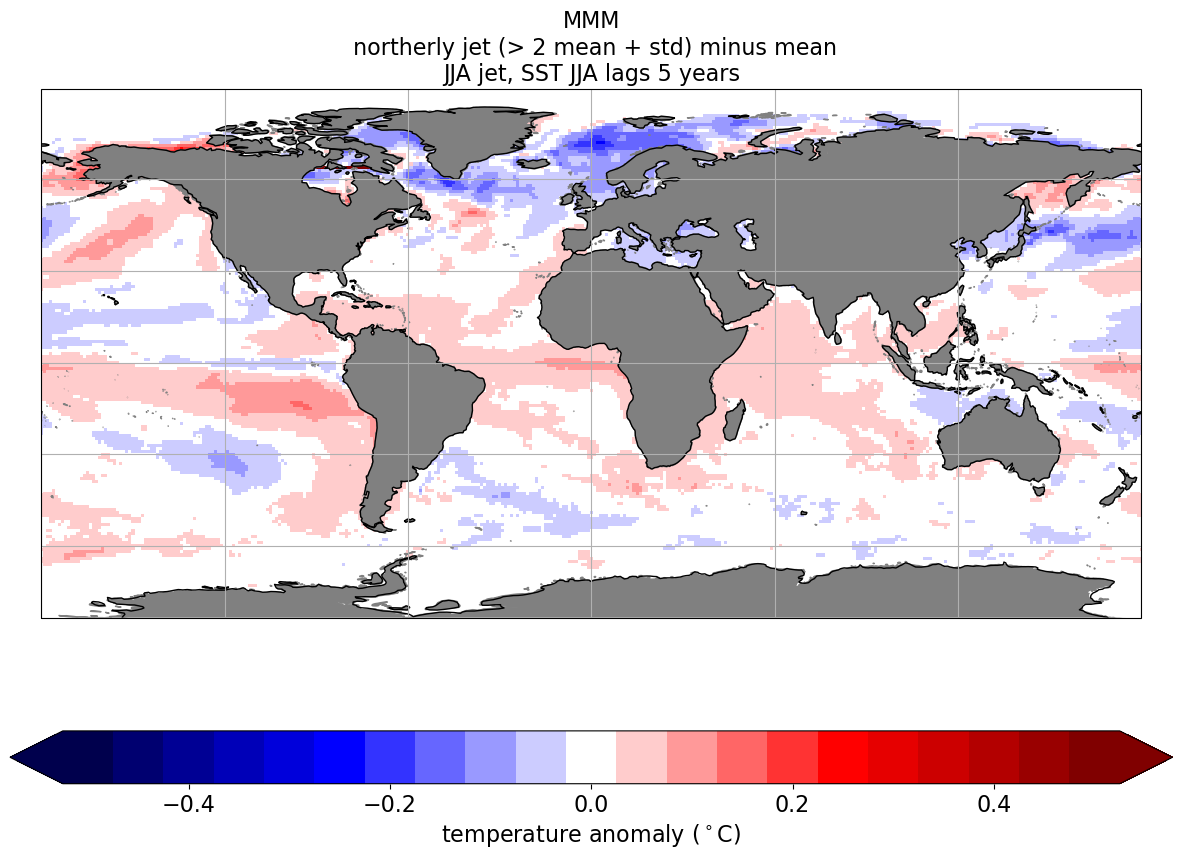 MMM
northerly jet (> 2 mean + std) minus mean
JJA jet, SST JJA lags 5 years
−0.4 −0.2 0.0 0.2 0.4
temperature anomaly (°C)